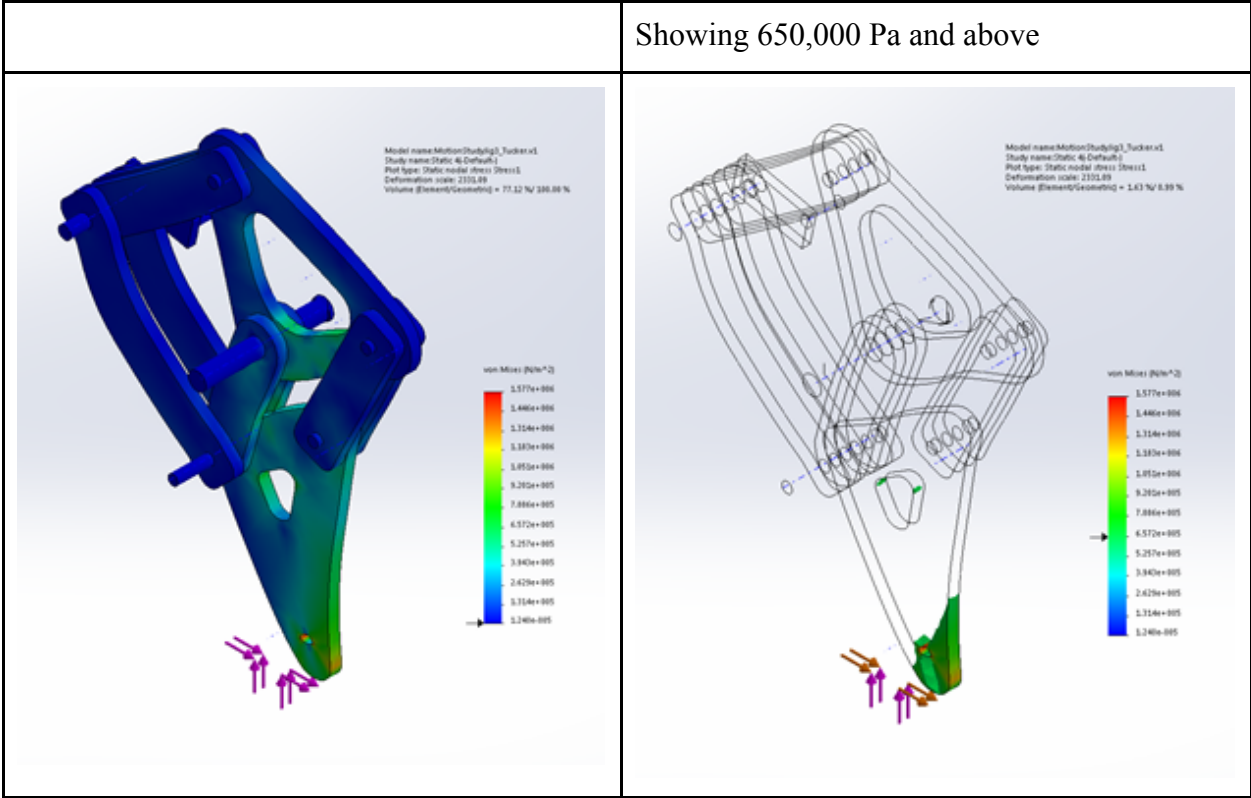 Showing 650,000 Pa and above
Model name:MotionStudyJig3_Tucker.v1
Study name:Static 4(-Default-)
Plot type: Static nodal stress Stress1
Deformation scale: 2331.09
Volume (Element/Geometric) = 77.12 %/ 100.00 %
von Mises (N/m^2)
1.577e+006
1.446e+006
1.314e+006
1.183e+006
1.051e+006
9.201e+005
7.886e+005
6.572e+005
5.257e+005
3.943e+005
2.629e+005
1.314e+005
1.240e-005
Model name:MotionStudyJig3_Tucker.v1
Study name:Static 4(-Default-)
Plot type: Static nodal stress Stress1
Deformation scale: 2331.09
Volume (Element/Geometric) = 1.63 %/ 0.99 %
von Mises (N/m^2)
1.577e+006
1.446e+006
1.314e+006
1.183e+006
1.051e+006
9.201e+005
7.886e+005
6.572e+005
5.257e+005
3.943e+005
2.629e+005
1.314e+005
1.240e-005